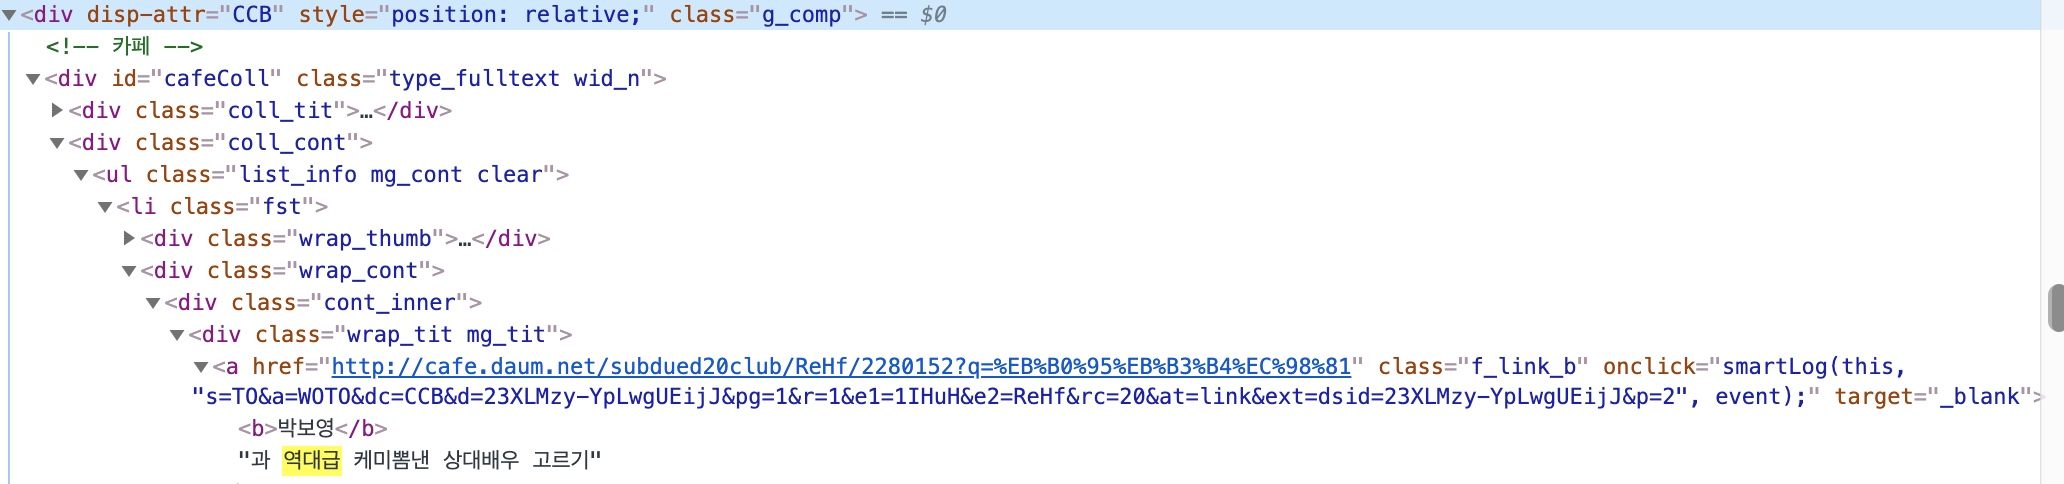 ▼<div disp-attr="CCB" style="position: relative;" class="g_comp"> == $0
<!-- 카페 -->
▼<div id="cafeColl" class="type_fulltext wid_n">
▶<div class="coll_tit">…</div>
▼<div class="coll_cont">
▼<ul class="list_info mg_cont clear">
▼<li class="fst">
▶<div class="wrap_thumb">…</div>
▼<div class="wrap_cont">
▼<div class="cont_inner">
▼<div class="wrap_tit mg_tit">
▼<a href="http://cafe.daum.net/subdued20club/ReHf/2280152?q=%EB%B0%95%EB%B3%B4%EC%98%81" class="f_link_b" onclick="smartLog(this,
"s=TO&a=WOTO&dc=CCB&d=23XLMzy-YpLwgUEijJ&pg=1&r=1&e1=1IHuH&e2=ReHf&rc=20&at=link&ext=dsid=23XLMzy-YpLwgUEijJ&p=2", event);" target="_blank">
<b>박보영</b>
"과 역대급 케미뿜낸 상대배우 고르기"